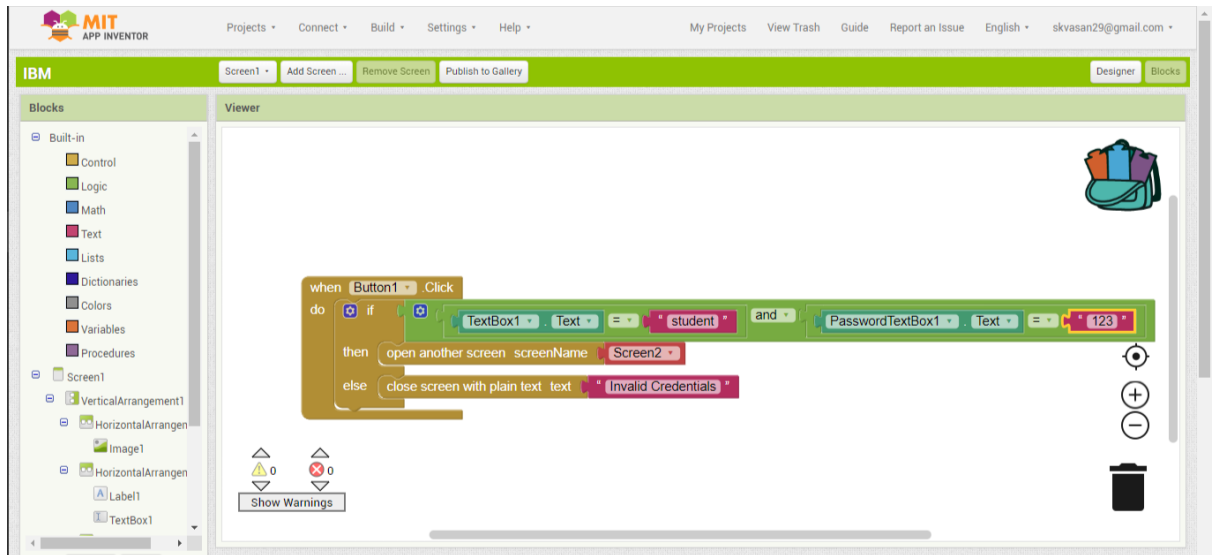 MIT
APP INVENTOR
Projects Connect Build Settings Help My Projects View Trash Guide Report an Issue English skvasan29@gmail.com
IBM Screen1 Add Screen ... Remove Screen Publish to Gallery Designer Blocks
Blocks Viewer
Built-in
Control
Logic
Math
Text
Lists
Dictionaries
Colors
Variables
Procedures
Screen1
VerticalArrangement1
HorizontalArrangen
Image1
HorizontalArrangen
Label1
TextBox1
when Button1 .Click
do if TextBox1 . Text = " student " and PasswordTextBox1 . Text = " 123 "
then open another screen screenName Screen2
else close screen with plain text text " Invalid Credentials "
0 0
Show Warnings